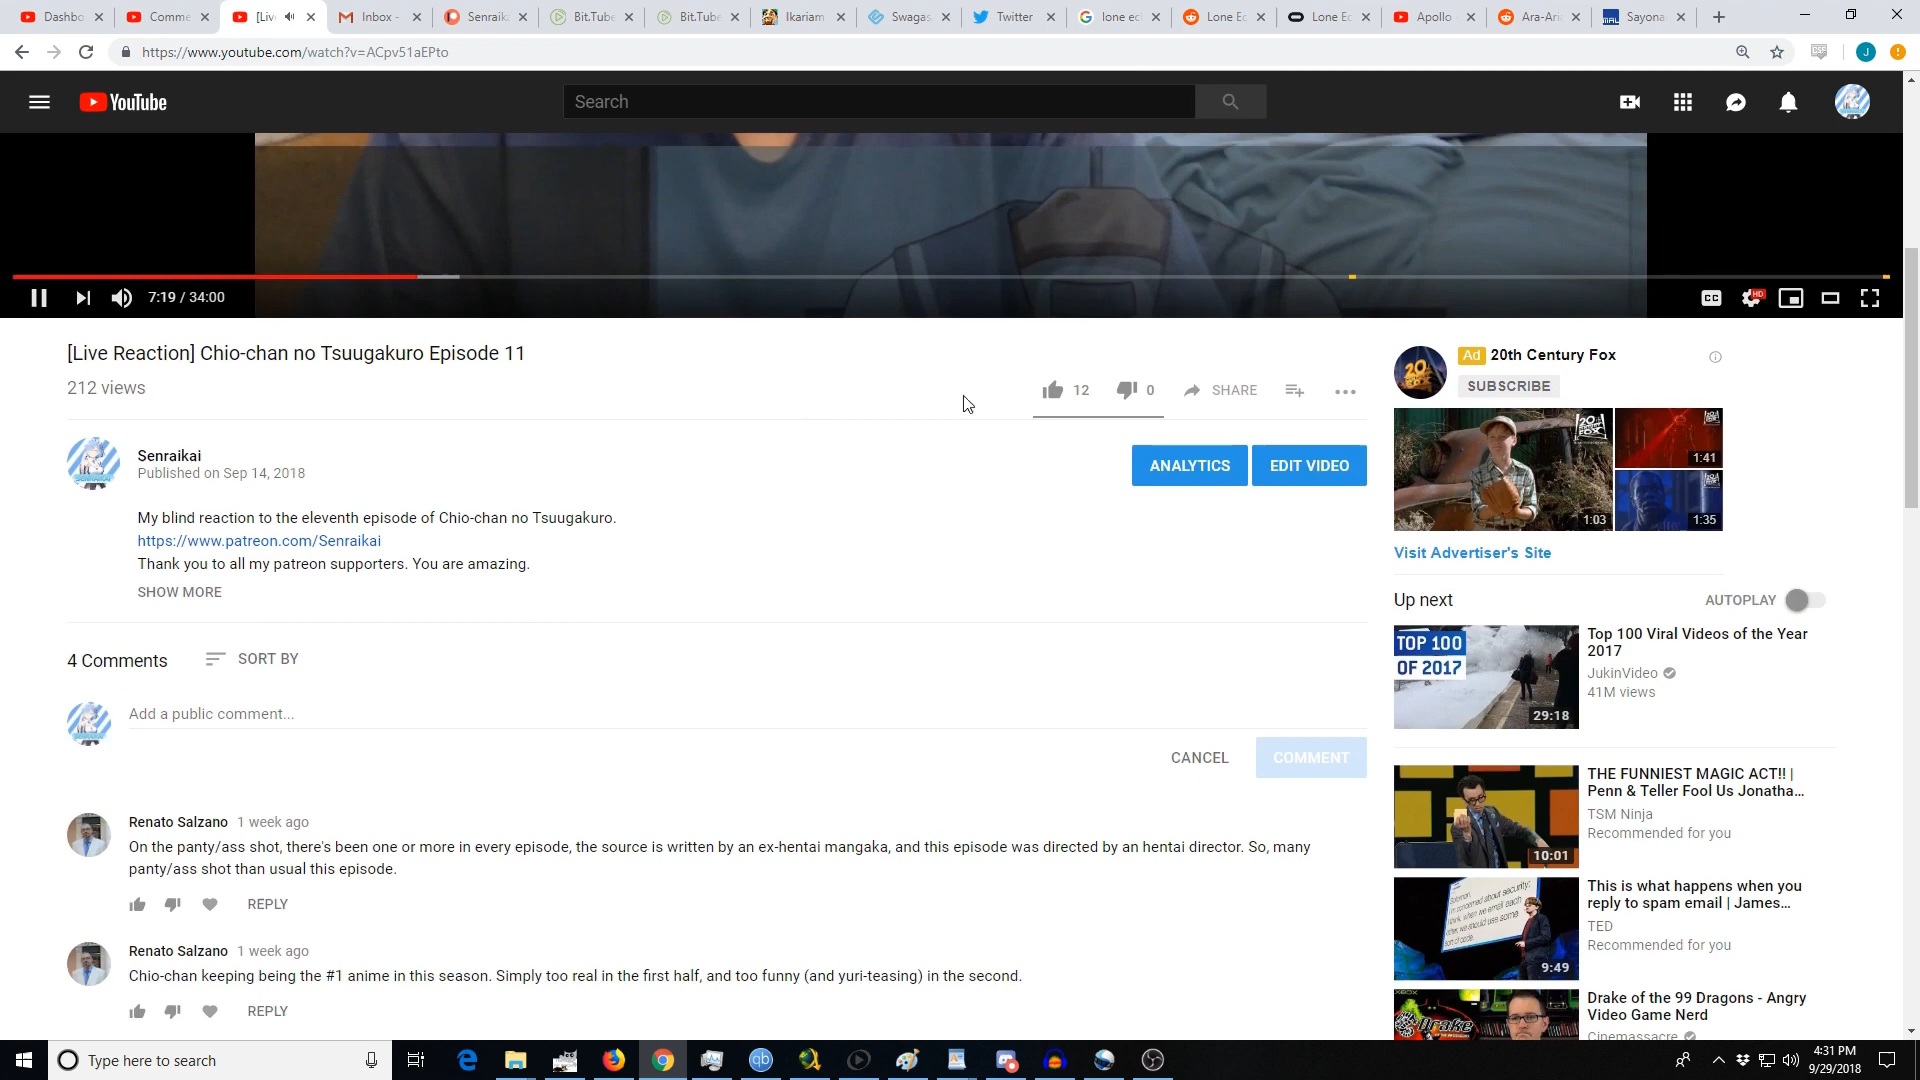 Dashbo
Comme
[Liv
Inbox -
Senraik
Bit.Tube
Bit.Tube
Ikariam
Swagas
Twitter
lone ec
Lone Ec
Lone Ec
Apollo
Ara-Ara
Sayona
https://www.youtube.com/watch?v=ACpv51aEPto
YouTube
Search
7:19 / 34:00
CC
HD
[Live Reaction] Chio-chan no Tsuugakuro Episode 11
212 views
12
0
SHARE
Senraikai
Published on Sep 14, 2018
ANALYTICS
EDIT VIDEO
My blind reaction to the eleventh episode of Chio-chan no Tsuugakuro.
https://www.patreon.com/Senraikai
Thank you to all my patreon supporters. You are amazing.
SHOW MORE
4 Comments
SORT BY
Add a public comment...
CANCEL
COMMENT
Renato Salzano 1 week ago
On the panty/ass shot, there's been one or more in every episode, the source is written by an ex-hentai mangaka, and this episode was directed by an hentai director. So, many
panty/ass shot than usual this episode.
REPLY
Renato Salzano 1 week ago
Chio-chan keeping being the #1 anime in this season. Simply too real in the first half, and too funny (and yuri-teasing) in the second.
REPLY
Ad 20th Century Fox
SUBSCRIBE
1:03
1:41
1:35
Visit Advertiser's Site
Up next
AUTOPLAY
TOP 100
OF 2017
29:18
Top 100 Viral Videos of the Year
2017
JukinVideo
41M views
10:01
THE FUNNIEST MAGIC ACT!! |
Penn & Teller Fool Us Jonatha...
TSM Ninja
Recommended for you
9:49
This is what happens when you
reply to spam email | James...
TED
Recommended for you
Drake of the 99 Dragons - Angry
Video Game Nerd
Cinemassacre
Type here to search
4:31 PM
9/29/2018